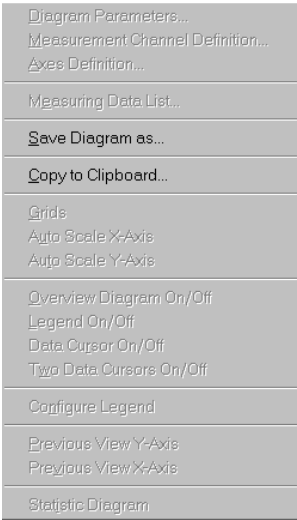 Diagram Parameters...
Measurement Channel Definition...
Axes Definition...
Measuring Data List...
Save Diagram as...
Copy to Clipboard...
Grids
Auto Scale X-Axis
Auto Scale Y-Axis
Overview Diagram On/Off
Legend On/Off
Data Cursor On/Off
Two Data Cursors On/Off
Configure Legend
Previous View Y-Axis
Previous View X-Axis
Statistic Diagram